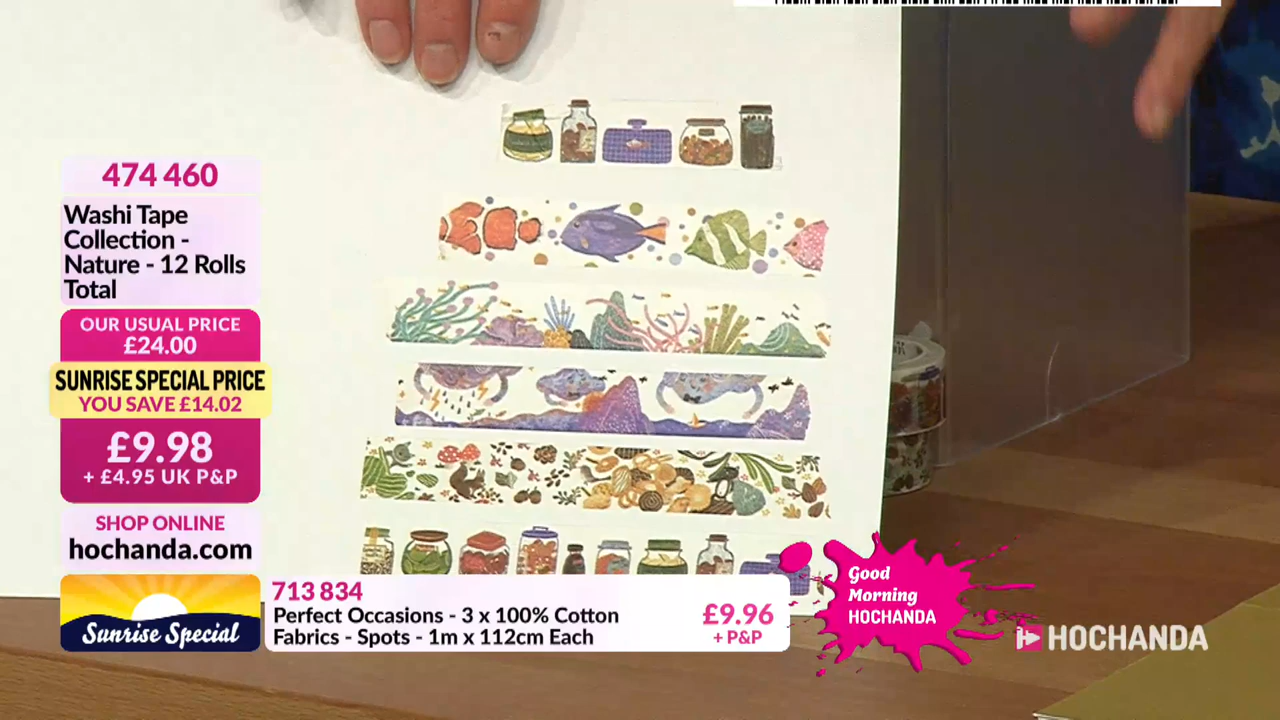 474 460
Washi Tape
Collection -
Nature - 12 Rolls
Total
OUR USUAL PRICE
£24.00
SUNRISE SPECIAL PRICE
YOU SAVE £14.02
£9.98
+ £4.95 UK P&P
SHOP ONLINE
hochanda.com
Sunrise Special
713 834
Perfect Occasions - 3 x 100% Cotton
Fabrics - Spots - 1m x 112cm Each
£9.96
+ P&P
Good
Morning
HOCHANDA
HOCHANDA